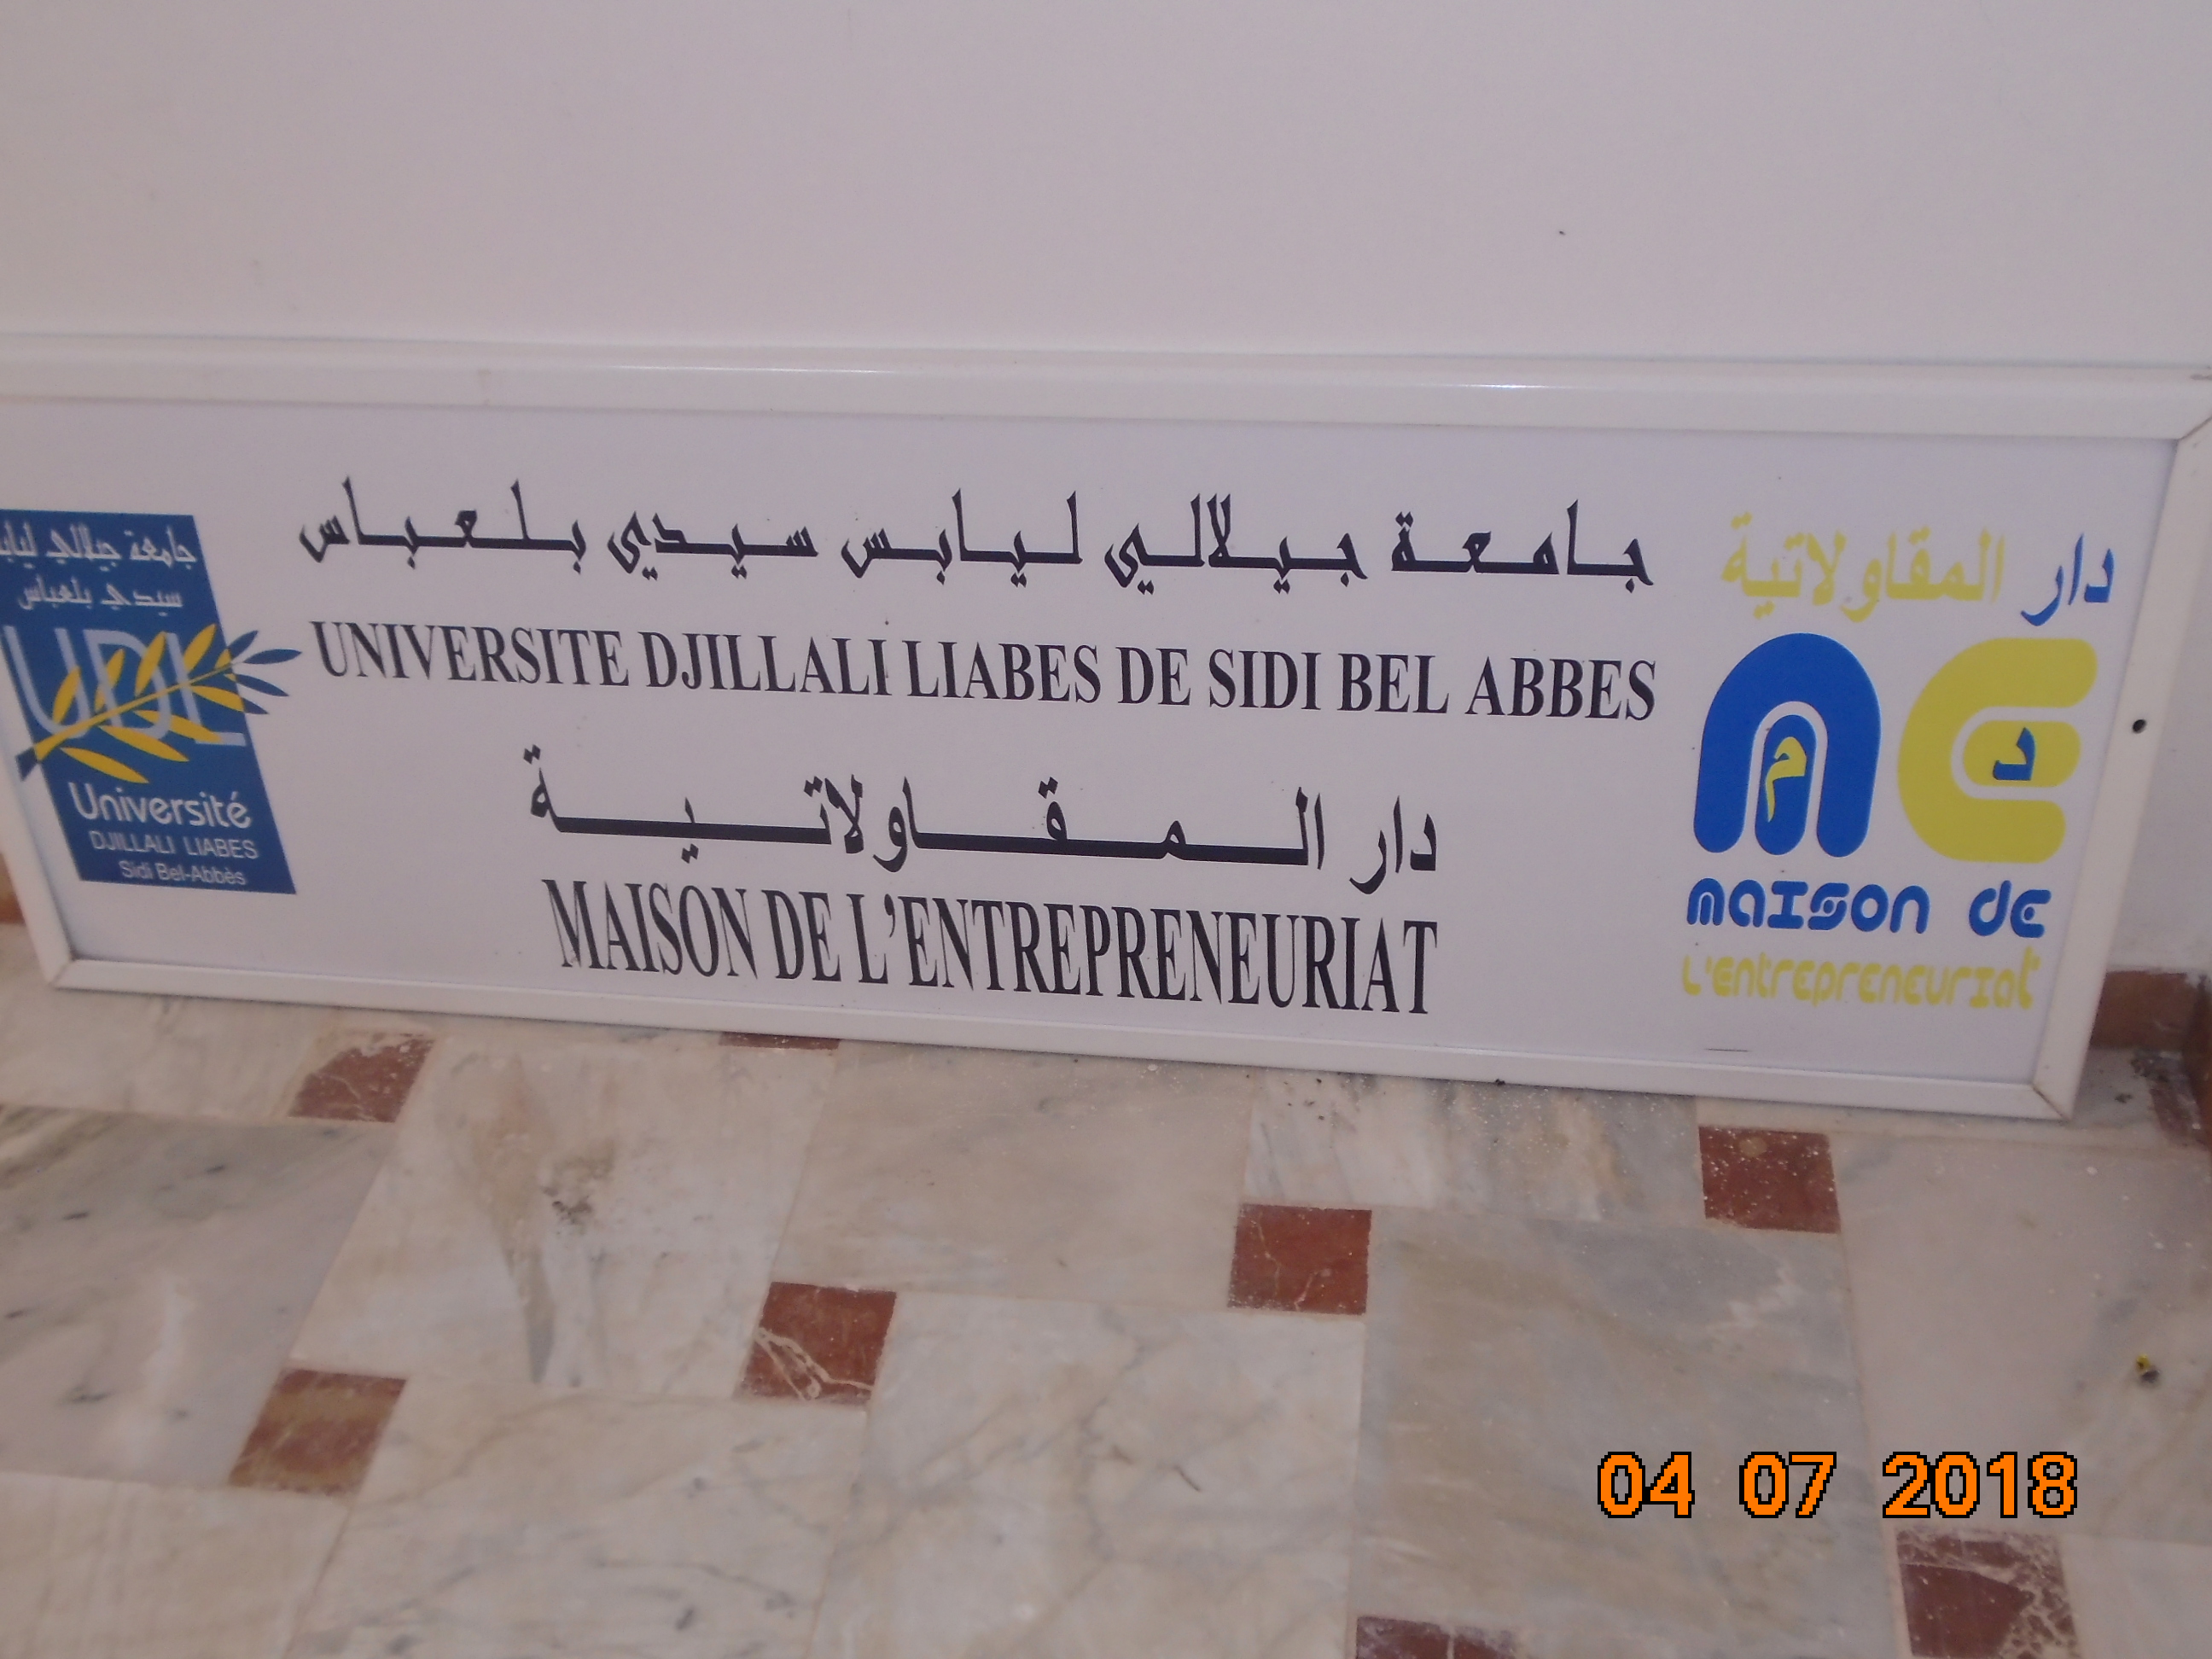 جامعة جيلالي ليابس سيدي بلعباس
UNIVERSITE DJILLALI LIABES DE SIDI BEL ABBES
دار المقاولاتية
MAISON DE L'ENTREPRENEURIAT
جامعة جيلالي
سيدي بلعباس
UDL
Université
DJILLALI LIABES
Sidi Bel-Abbès
دار المقاولاتية
م د
maison de
l'entrepreneuriat
04 07 2018